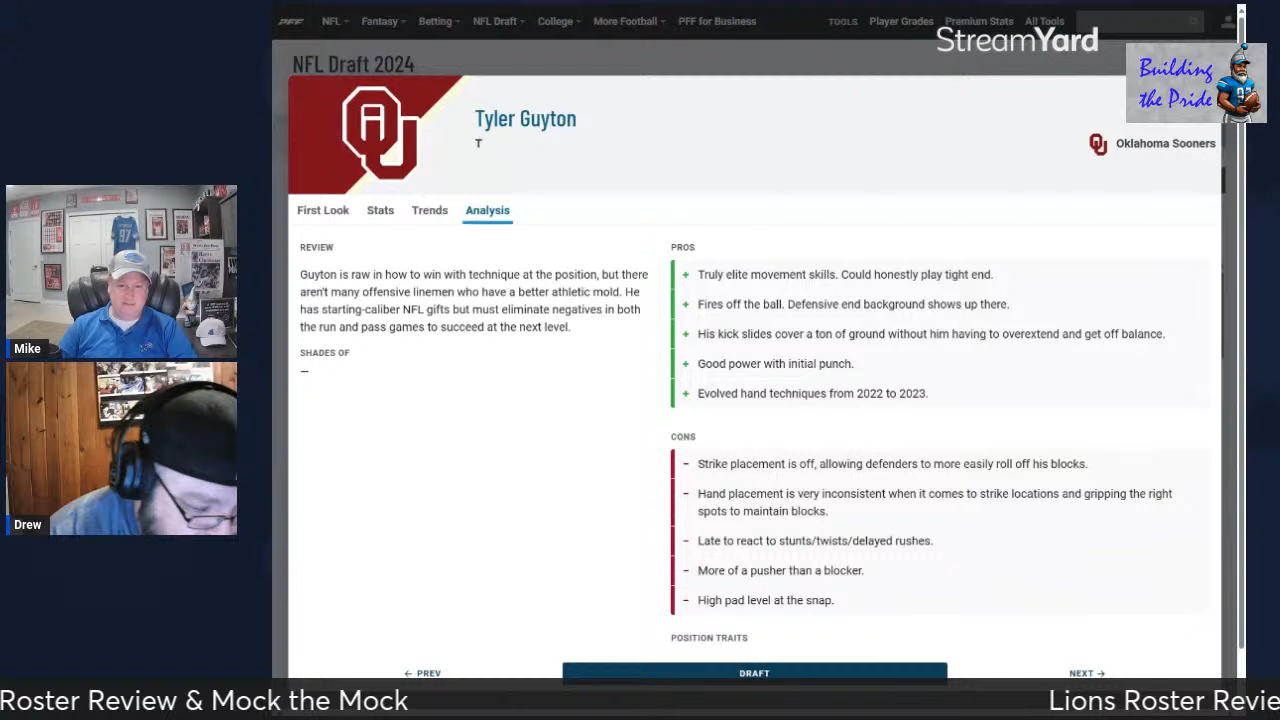 PFF
NFL
Fantasy
Betting
NFL Draft
College
More Football
PFF for Business
TOOLS
Player Grades
Premium Stats
All Tools
StreamYard
Building
the Pride
NFL Draft 2024
Tyler Guyton
T
Oklahoma Sooners
First Look
Stats
Trends
Analysis
REVIEW
Guyton is raw in how to win with technique at the position, but there
aren't many offensive linemen who have a better athletic mold. He
has starting-caliber NFL gifts but must eliminate negatives in both
the run and pass games to succeed at the next level.
SHADES OF
–
PROS
+ Truly elite movement skills. Could honestly play tight end.
+ Fires off the ball. Defensive end background shows up there.
+ His kick slides cover a ton of ground without him having to overextend and get off balance.
+ Good power with initial punch.
+ Evolved hand techniques from 2022 to 2023.
CONS
– Strike placement is off, allowing defenders to more easily roll off his blocks.
– Hand placement is very inconsistent when it comes to strike locations and gripping the right
spots to maintain blocks.
– Late to react to stunts/twists/delayed rushes.
– More of a pusher than a blocker.
– High pad level at the snap.
POSITION TRAITS
← PREV
DRAFT
NEXT →
97
Mike
Drew
Roster Review & Mock the Mock
Lions Roster Revie